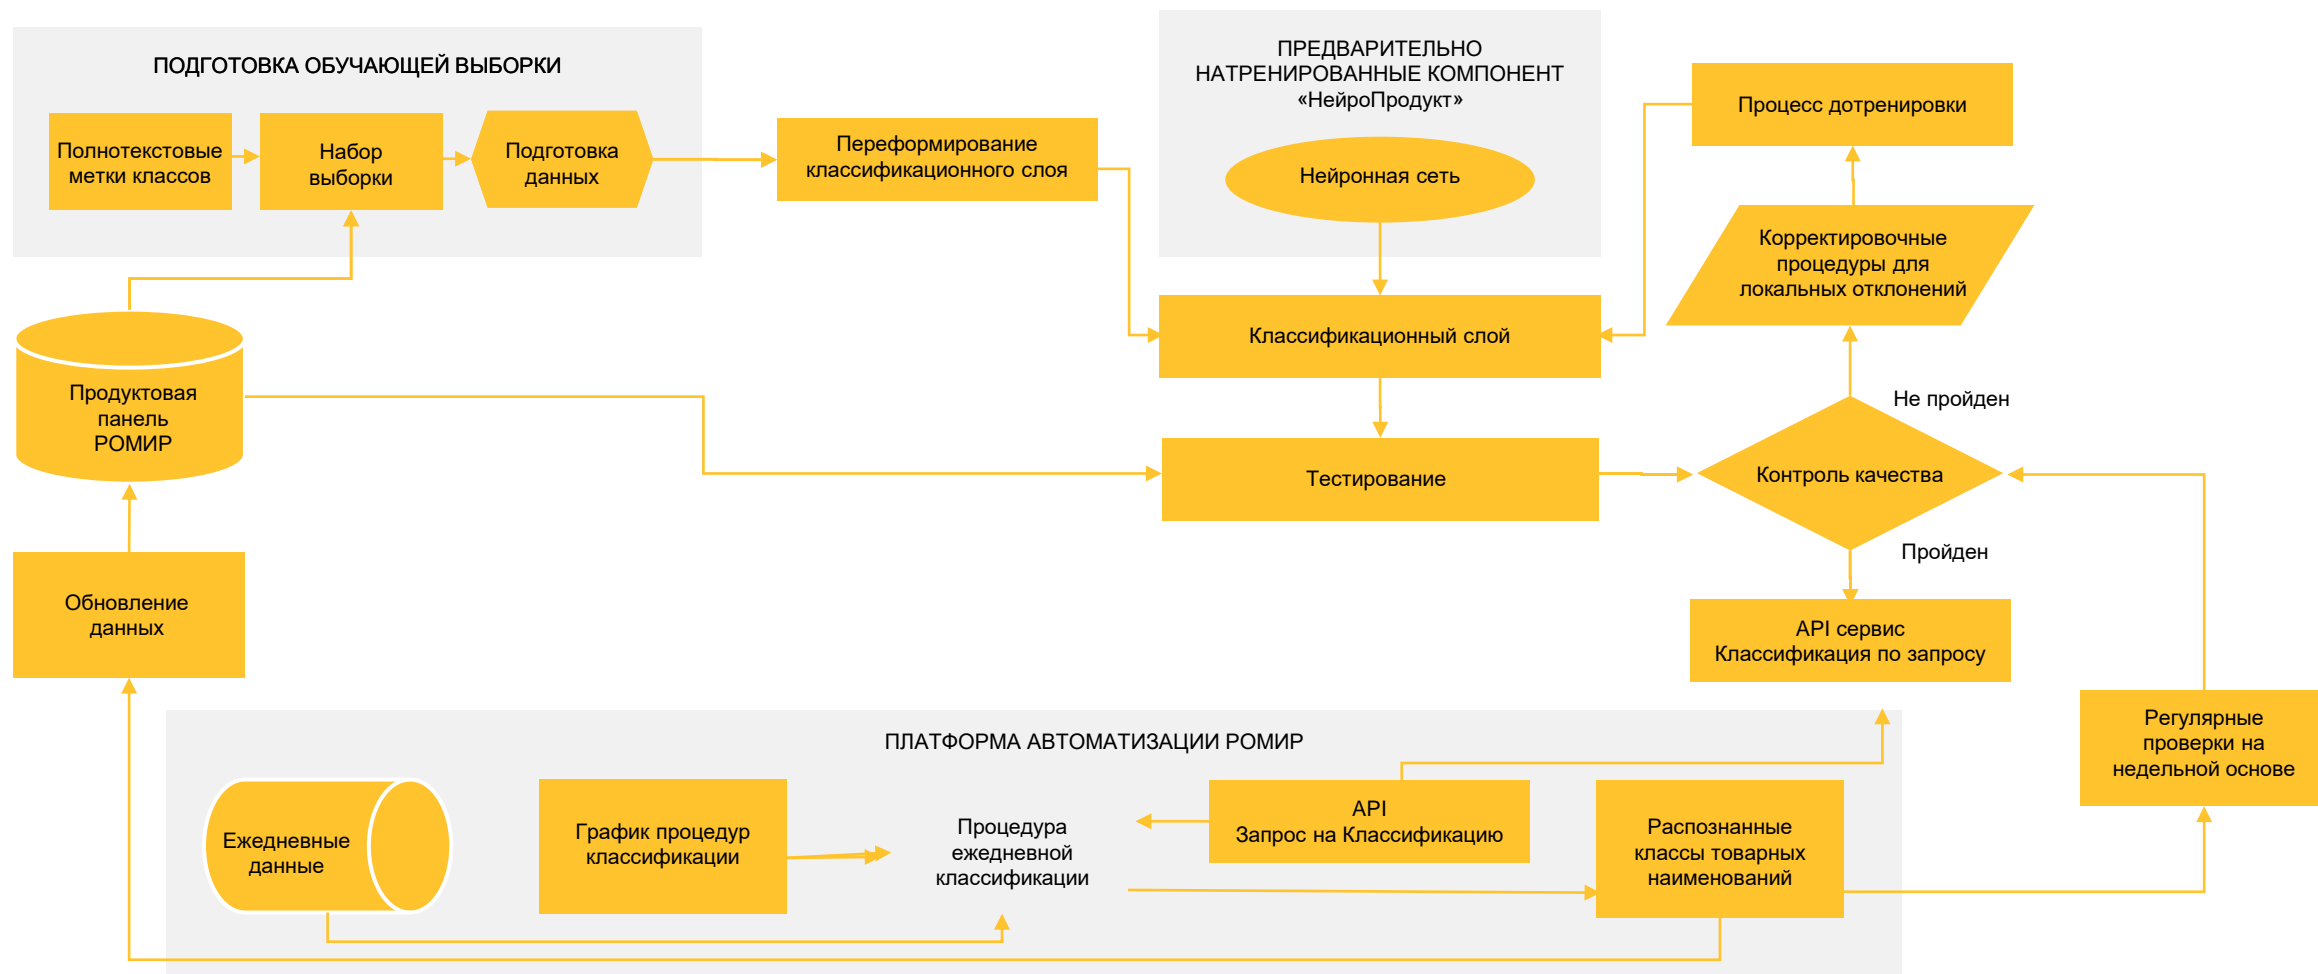 ПОДГОТОВКА ОБУЧАЮЩЕЙ ВЫБОРКИ
Полнотекстовые
метки классов
Набор
выборки
Подготовка
данных
Переформирование
классификационного слоя
ПРЕДВАРИТЕЛЬНО
НАТРЕНИРОВАННЫЕ КОМПОНЕНТ
«НейроПродукт»
Нейронная сеть
Процесс дотренировки
Корректировочные
процедуры для
локальных отклонений
Классификационный слой
Продуктовая
панель
РОМИР
Не пройден
Тестирование
Контроль качества
Пройден
Обновление
данных
API сервис
Классификация по запросу
Регулярные
проверки на
недельной основе
ПЛАТФОРМА АВТОМАТИЗАЦИИ РОМИР
Ежедневные
данные
График процедур
классификации
Процедура
ежедневной
классификации
API
Запрос на Классификацию
Распознанные
классы товарных
наименований